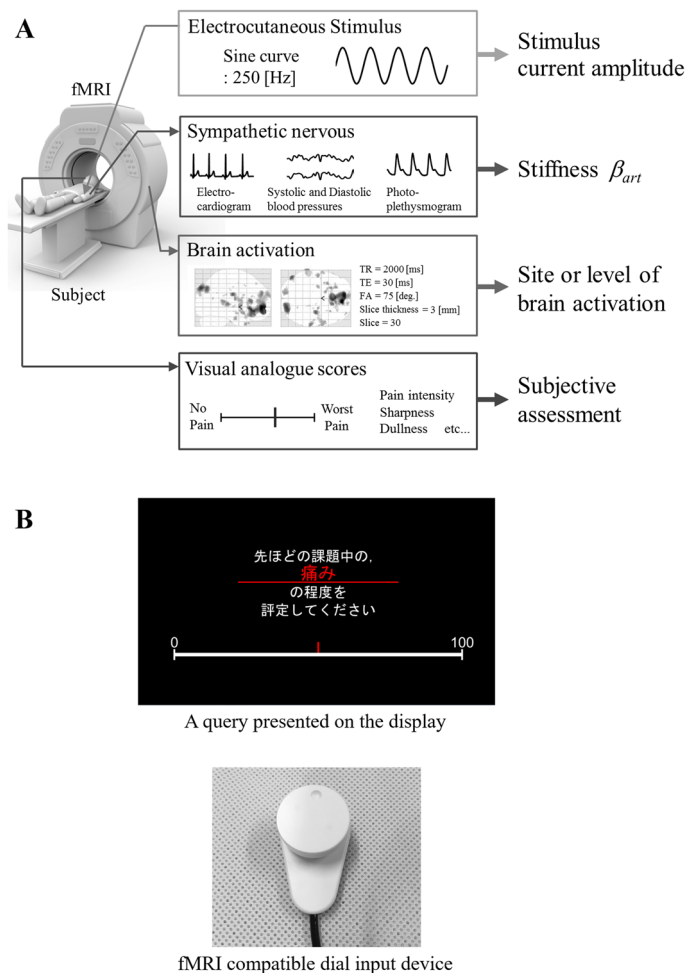 A
fMRI
Subject
Electrocutaneous Stimulus
Sine curve
: 250 [Hz]
Stimulus
current amplitude
Sympathetic nervous
Electro-
cardiogram
Systolic and Diastolic
blood pressures
Photo-
plethysmogram
Stiffness βart
Brain activation
TR = 2000 [ms]
TE = 30 [ms]
FA = 75 [deg.]
Slice thickness = 3 [mm]
Slice = 30
Site or level of
brain activation
Visual analogue scores
No
Pain
Worst
Pain
Pain intensity
Sharpness
Dullness etc...
Subjective
assessment
B
先ほどの課題中の,
痛み
の程度を
評定してください
0
100
A query presented on the display
fMRI compatible dial input device